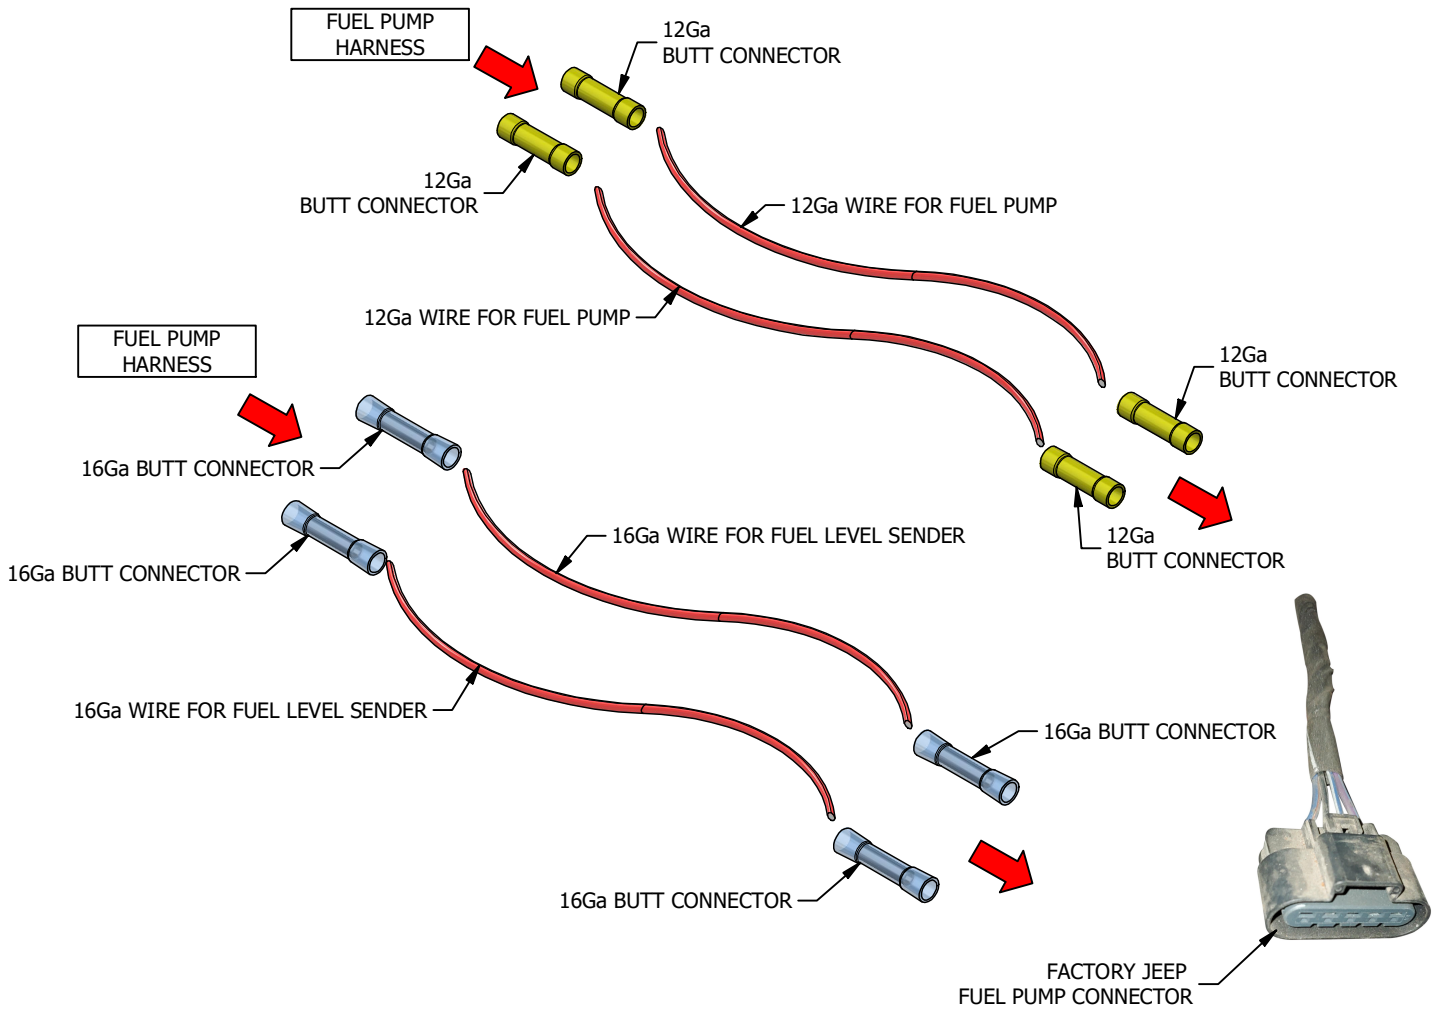 FUEL PUMP
HARNESS
12Ga
BUTT CONNECTOR
12Ga
BUTT CONNECTOR
12Ga WIRE FOR FUEL PUMP
12Ga WIRE FOR FUEL PUMP
FUEL PUMP
HARNESS
12Ga
BUTT CONNECTOR
16Ga BUTT CONNECTOR
16Ga WIRE FOR FUEL LEVEL SENDER
12Ga
BUTT CONNECTOR
16Ga BUTT CONNECTOR
16Ga WIRE FOR FUEL LEVEL SENDER
16Ga BUTT CONNECTOR
16Ga BUTT CONNECTOR
FACTORY JEEP
FUEL PUMP CONNECTOR